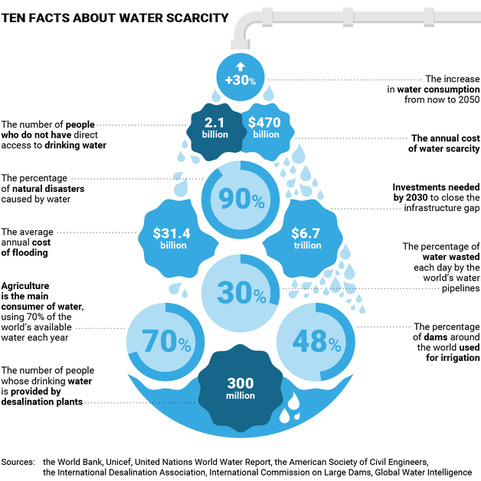 TEN FACTS ABOUT WATER SCARCITY
+30%
The increase
in water consumption
from now to 2050
The number of people
who do not have direct
access to drinking water
2.1
billion
$470
billion
The annual cost
of water scarcity
The percentage
of natural disasters
caused by water
90%
Investments needed
by 2030 to close the
infrastructure gap
The average
annual cost
of flooding
$31.4
billion
$6.7
trillion
The percentage of
water wasted
each day by the
world's water
pipelines
30%
Agriculture
is the main
consumer of water,
using 70% of the
world's available
water each year
70%
48%
The percentage
of dams around
the world used
for irrigation
The number of people
whose drinking water
is provided by
desalination plants
300
million
Sources: the World Bank, Unicef, United Nations World Water Report, the American Society of Civil Engineers,
the International Desalination Association, International Commission on Large Dams, Global Water Intelligence